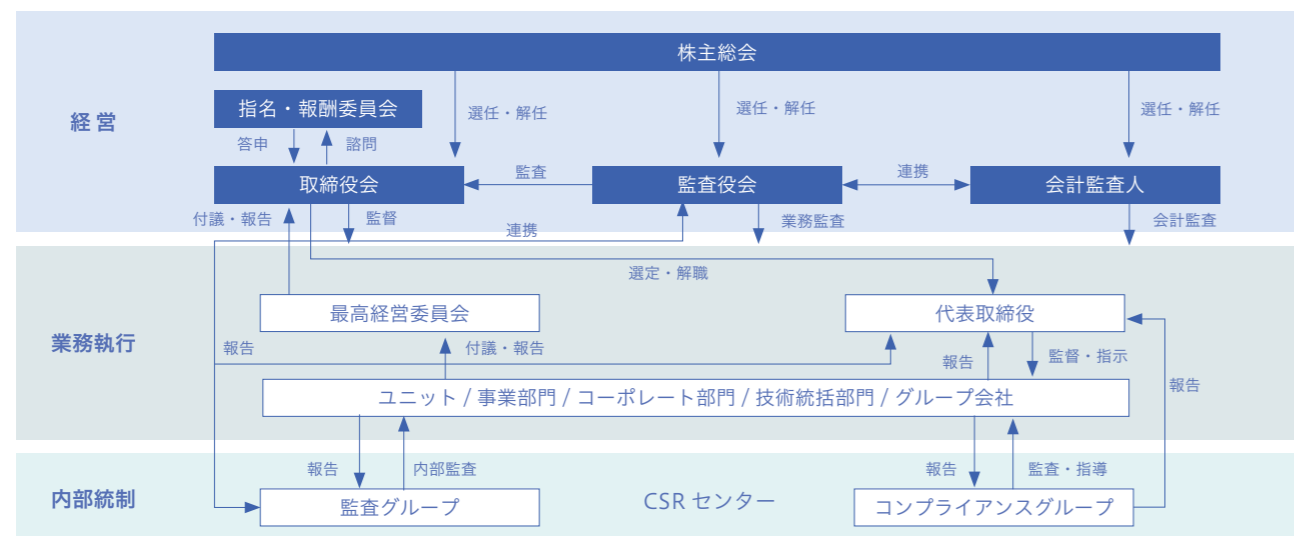 株主総会
経営
指名・報酬委員会
選任・解任
選任・解任
選任・解任
答申
諮問
取締役会
監査
監査役会
連携
会計監査人
付議・報告
監督
連携
業務監査
会計監査
選定・解職
業務執行
最高経営委員会
代表取締役
報告
付議・報告
報告
監督・指示
報告
ユニット / 事業部門 / コーポレート部門 / 技術統括部門 / グループ会社
内部統制
報告
内部監査
報告
監査・指導
監査グループ
CSR センター
コンプライアンスグループ